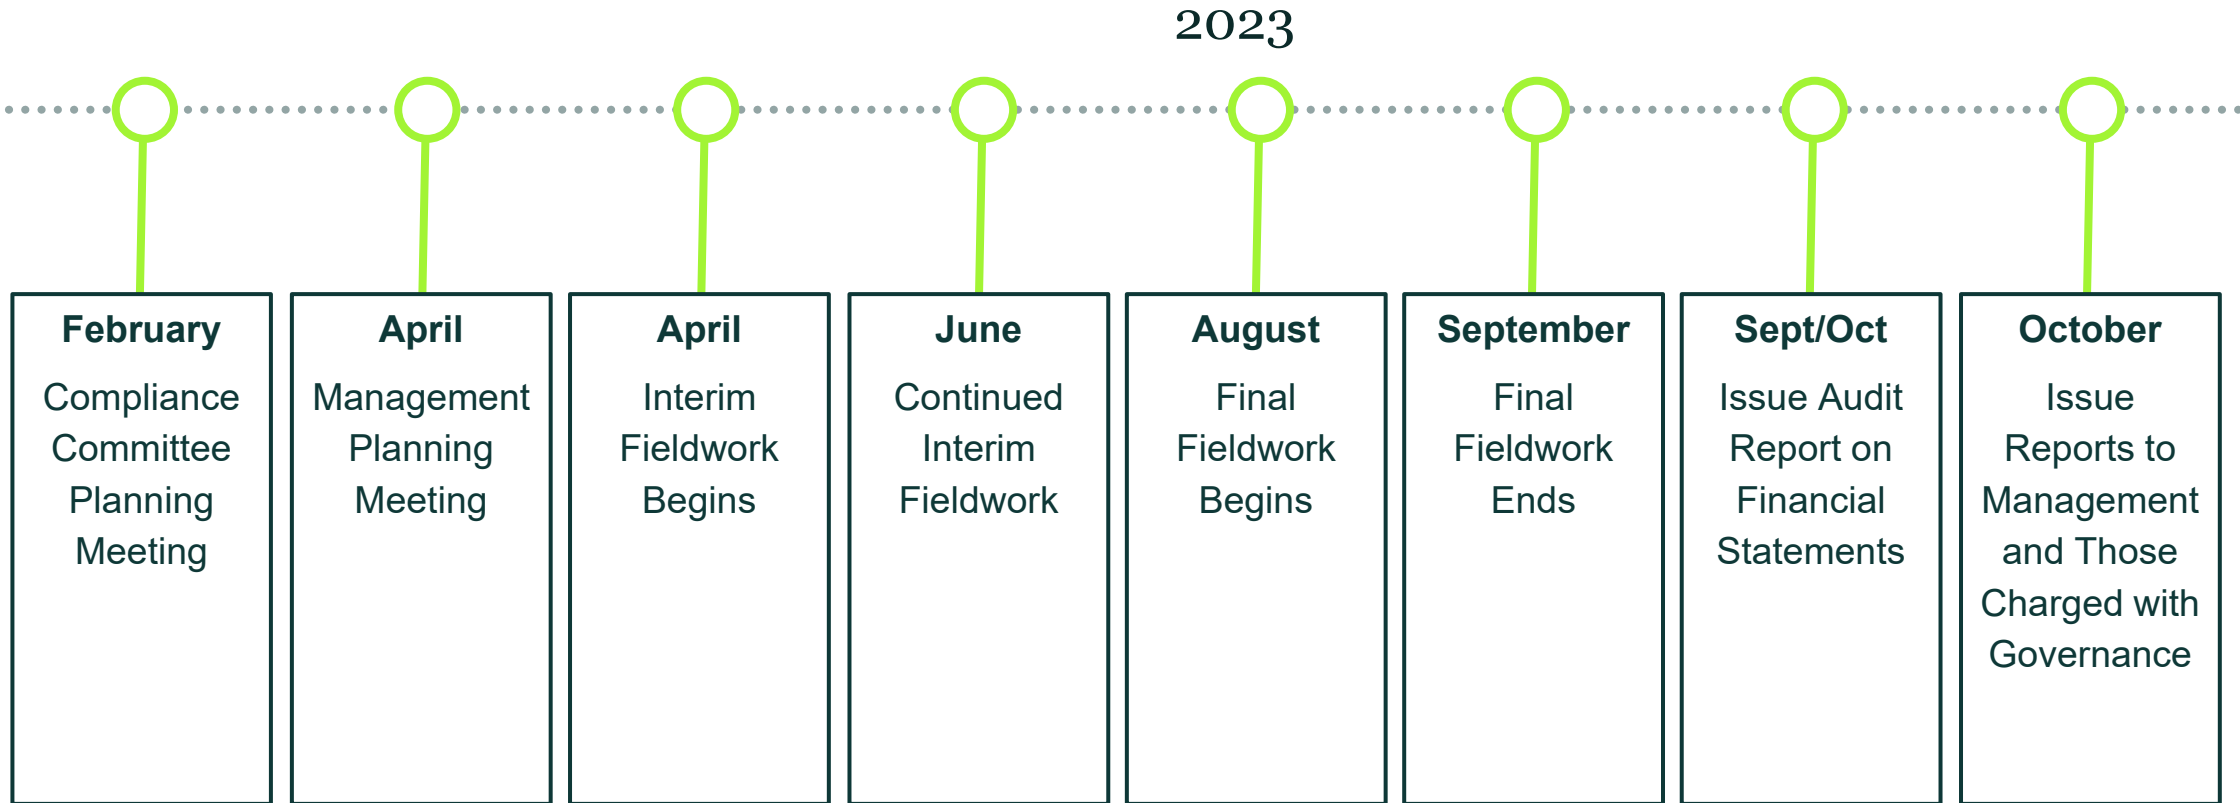 2023
February
Compliance
Committee
Planning
Meeting
April
Management
Planning
Meeting
April
Interim
Fieldwork
Begins
June
Continued
Interim
Fieldwork
August
Final
Fieldwork
Begins
September
Final
Fieldwork
Ends
Sept/Oct
Issue Audit
Report on
Financial
Statements
October
Issue
Reports to
Management
and Those
Charged with
Governance